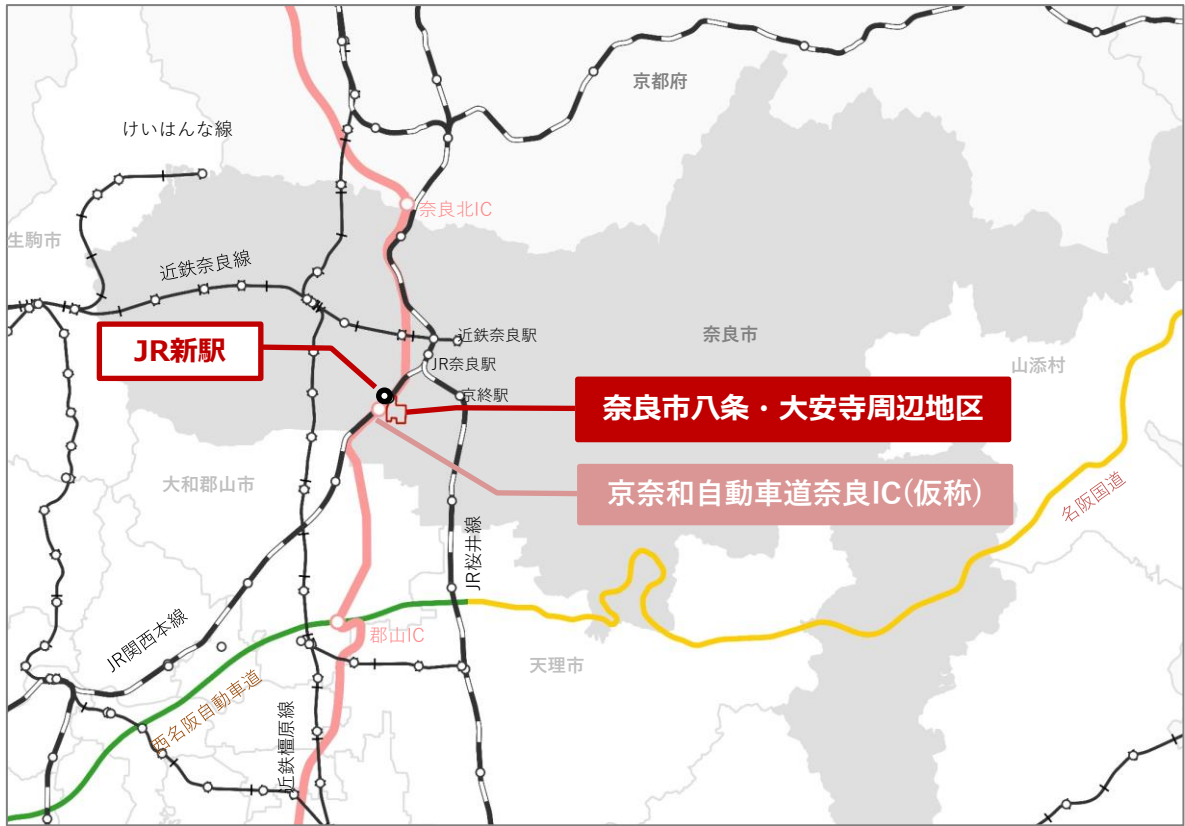 京都府
けいはんな線
奈良北IC
生駒市
近鉄奈良線
近鉄奈良駅
奈良市
JR新駅
JR奈良駅
山添村
京終駅
奈良市八条・大安寺周辺地区
大和郡山市
京奈和自動車道奈良IC(仮称)
名阪国道
JR桜井線
JR関西本線
郡山IC
天理市
西名阪自動車道
近鉄橿原線